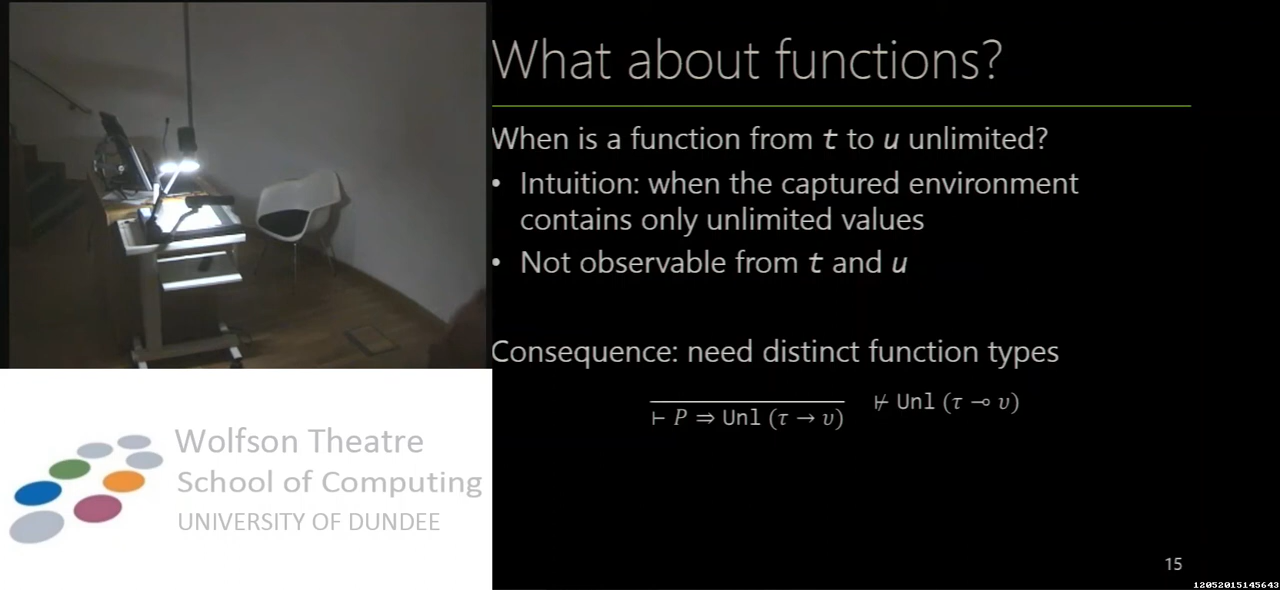 What about functions?
When is a function from t to u unlimited?
• Intuition: when the captured environment
contains only unlimited values
• Not observable from t and u
Consequence: need distinct function types
⊢ P ⇒ Unl (τ → υ) ⊬ Unl (τ ⊸ υ)
15
12052015145643
Wolfson Theatre
School of Computing
UNIVERSITY OF DUNDEE